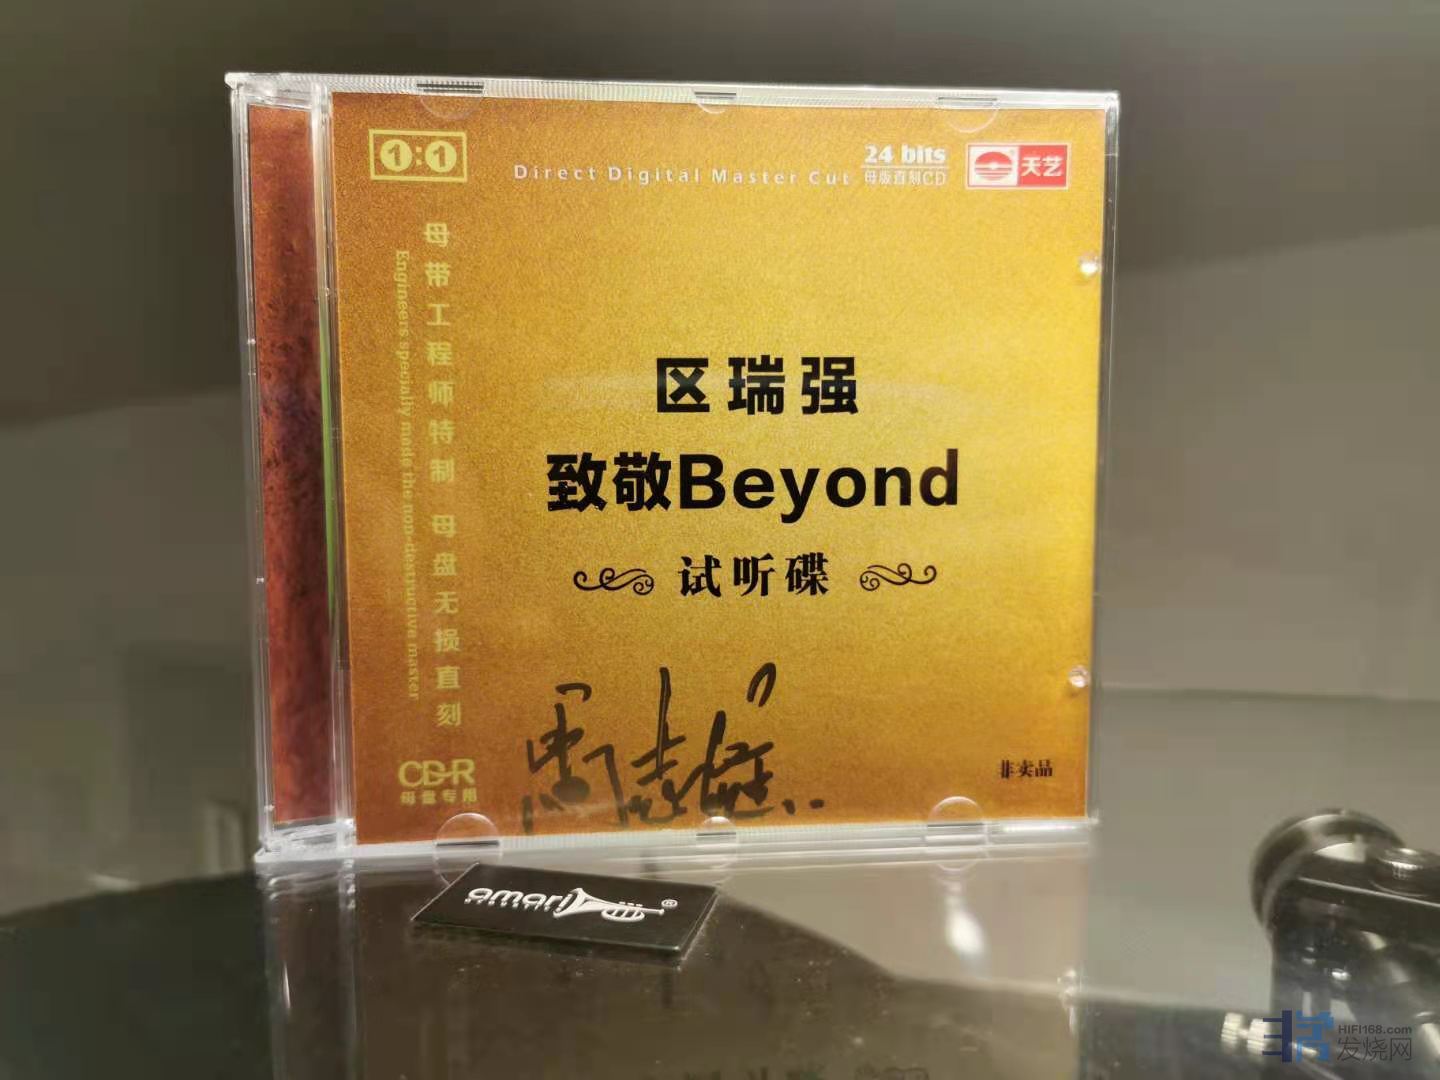 1:1
Direct Digital Master Cut
24 bits
母版直刻CD
天艺
母带工程师特制 母盘无损直刻
Engineers specially made the non-destructive master
区瑞强
致敬Beyond
试听碟
CD-R
母盘专用
非卖品
amari
®
HIFI168.com
发烧网